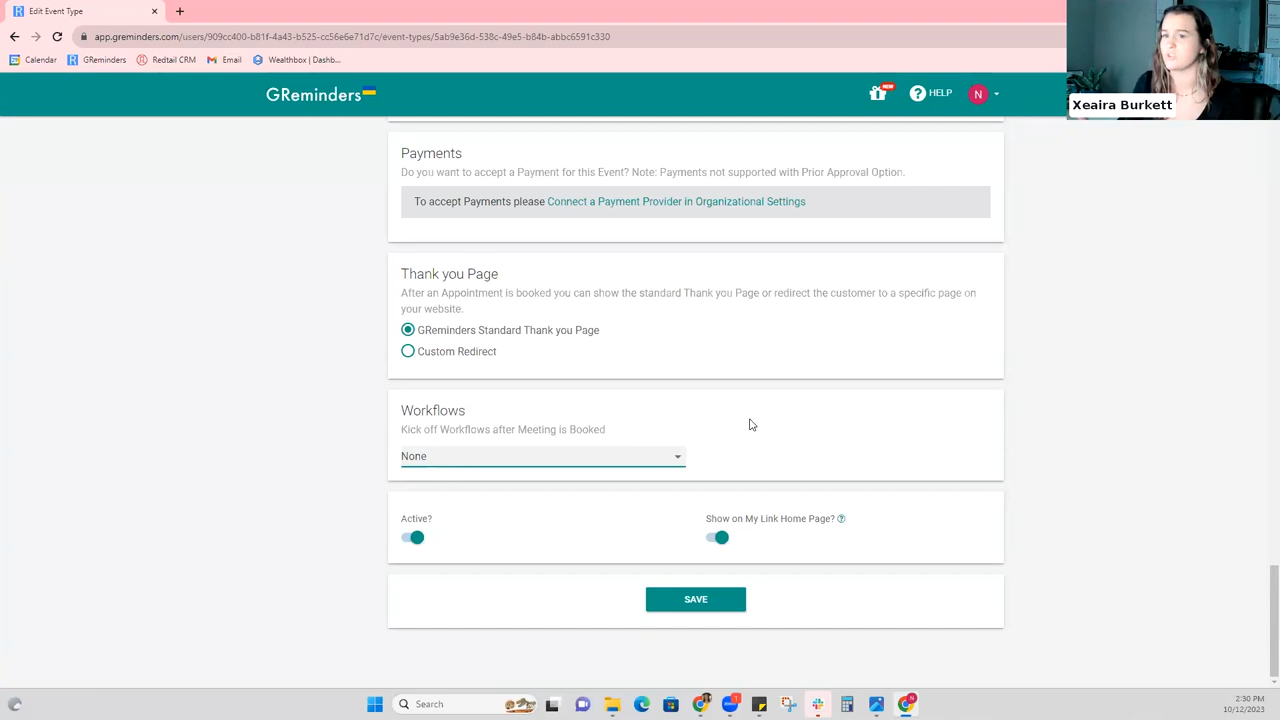 Edit Event Type
app.greminders.com/users/909cc400-b81f-4a43-b525-cc56e6e71d7c/event-types/5ab9e39d-538c-49e5-b84b-abbc6591c330
Calendar
GReminders
Redtail CRM
Email
Wealthbox | Dashb...
Xeaira Burkett
GReminders
NEW
HELP
N
Payments
Do you want to accept a Payment for this Event? Note: Payments not supported with Prior Approval Option.
To accept Payments please Connect a Payment Provider in Organizational Settings
Thank you Page
After an Appointment is booked you can show the standard Thank you Page or redirect the customer to a specific page on
your website.
GReminders Standard Thank you Page
Custom Redirect
Workflows
Kick off Workflows after Meeting is Booked
None
Active?
Show on My Link Home Page?
SAVE
Search
2:30 PM
10/12/2023